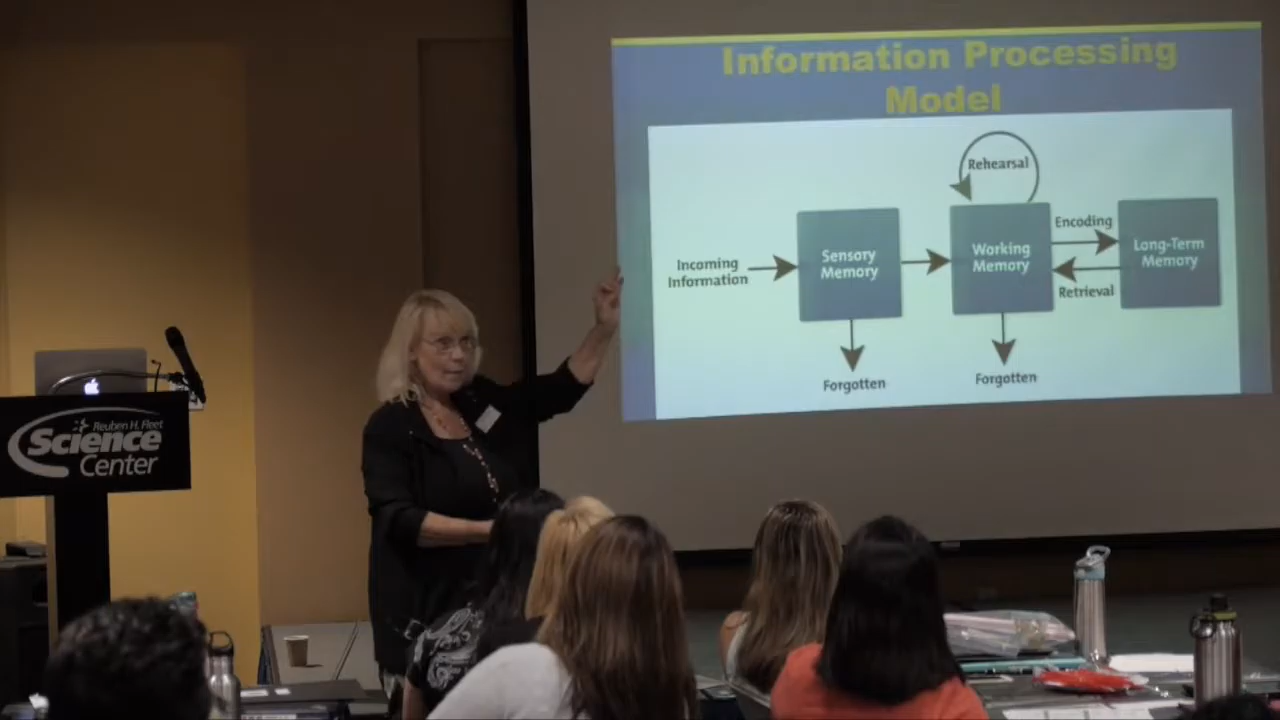 Information Processing
Model
Rehearsal
Incoming
Information
Sensory
Memory
Working
Memory
Encoding
Retrieval
Long-Term
Memory
Forgotten
Forgotten
Reuben H. Fleet
Science
Center